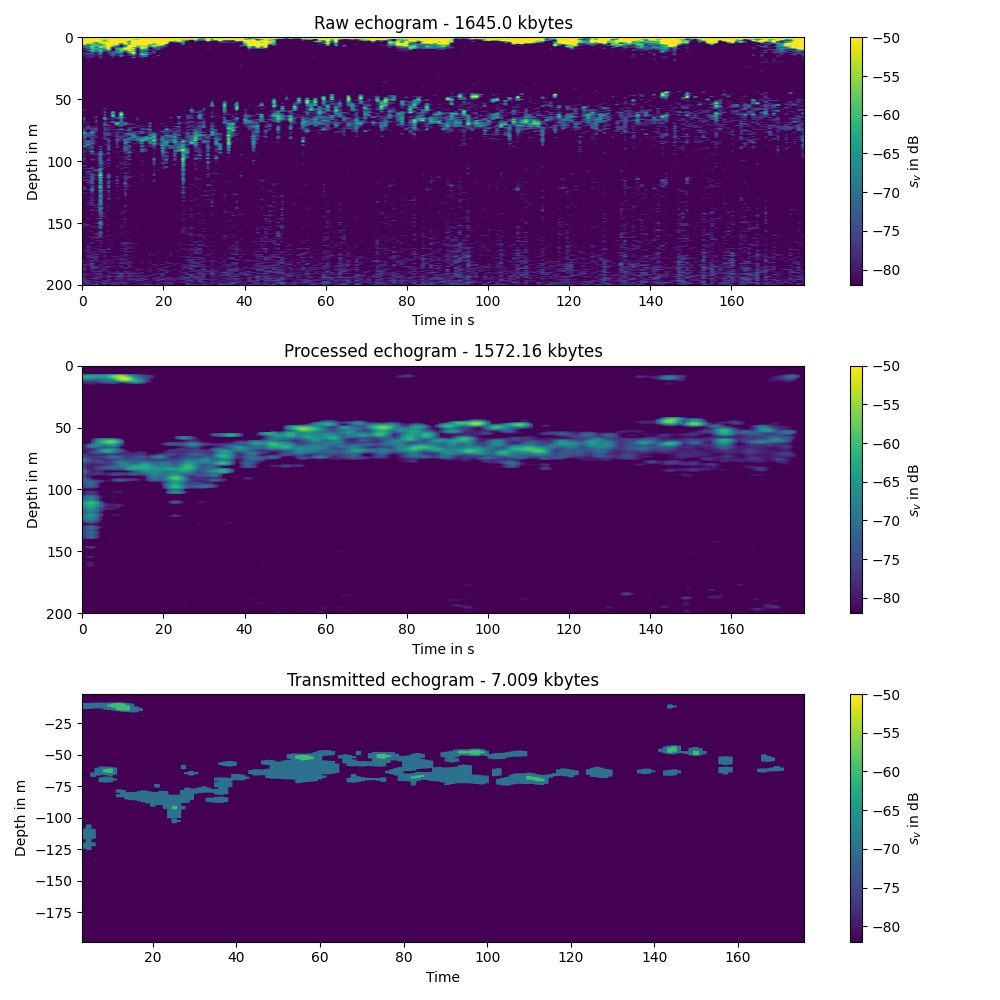 Raw echogram - 1645.0 kbytes
0
50
100
150
200
Depth in m
0 20 40 60 80 100 120 140 160
Time in s
−50
−55
−60
−65
−70
−75
−80
s_v in dB
Processed echogram - 1572.16 kbytes
0
50
100
150
200
Depth in m
0 20 40 60 80 100 120 140 160
Time in s
−50
−55
−60
−65
−70
−75
−80
s_v in dB
Transmitted echogram - 7.009 kbytes
−25
−50
−75
−100
−125
−150
−175
Depth in m
20 40 60 80 100 120 140 160
Time
−50
−55
−60
−65
−70
−75
−80
s_v in dB